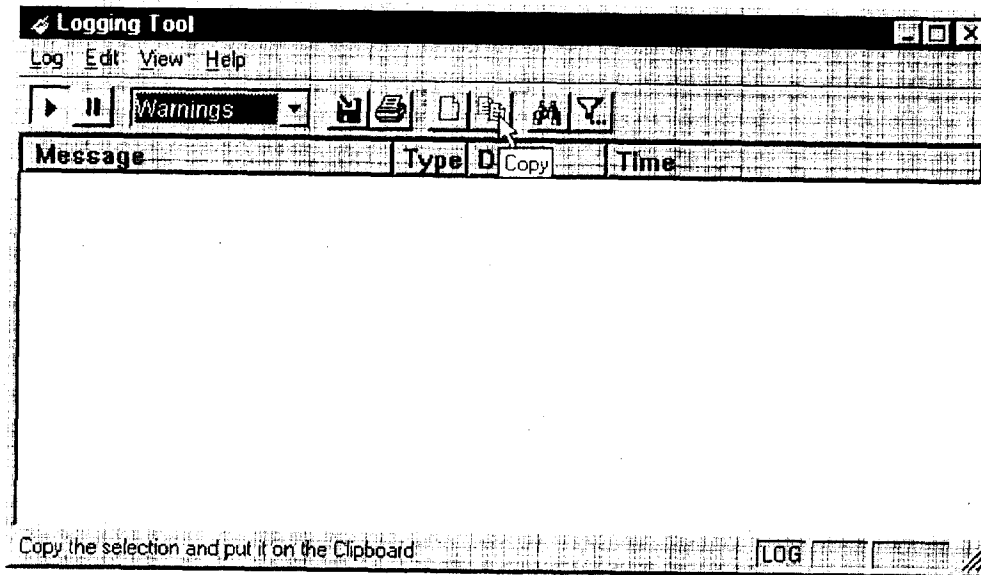 Logging Tool
Log Edit View Help
Warnings
Message Type D Time
Copy
Copy the selection and put it on the Clipboard
LOG